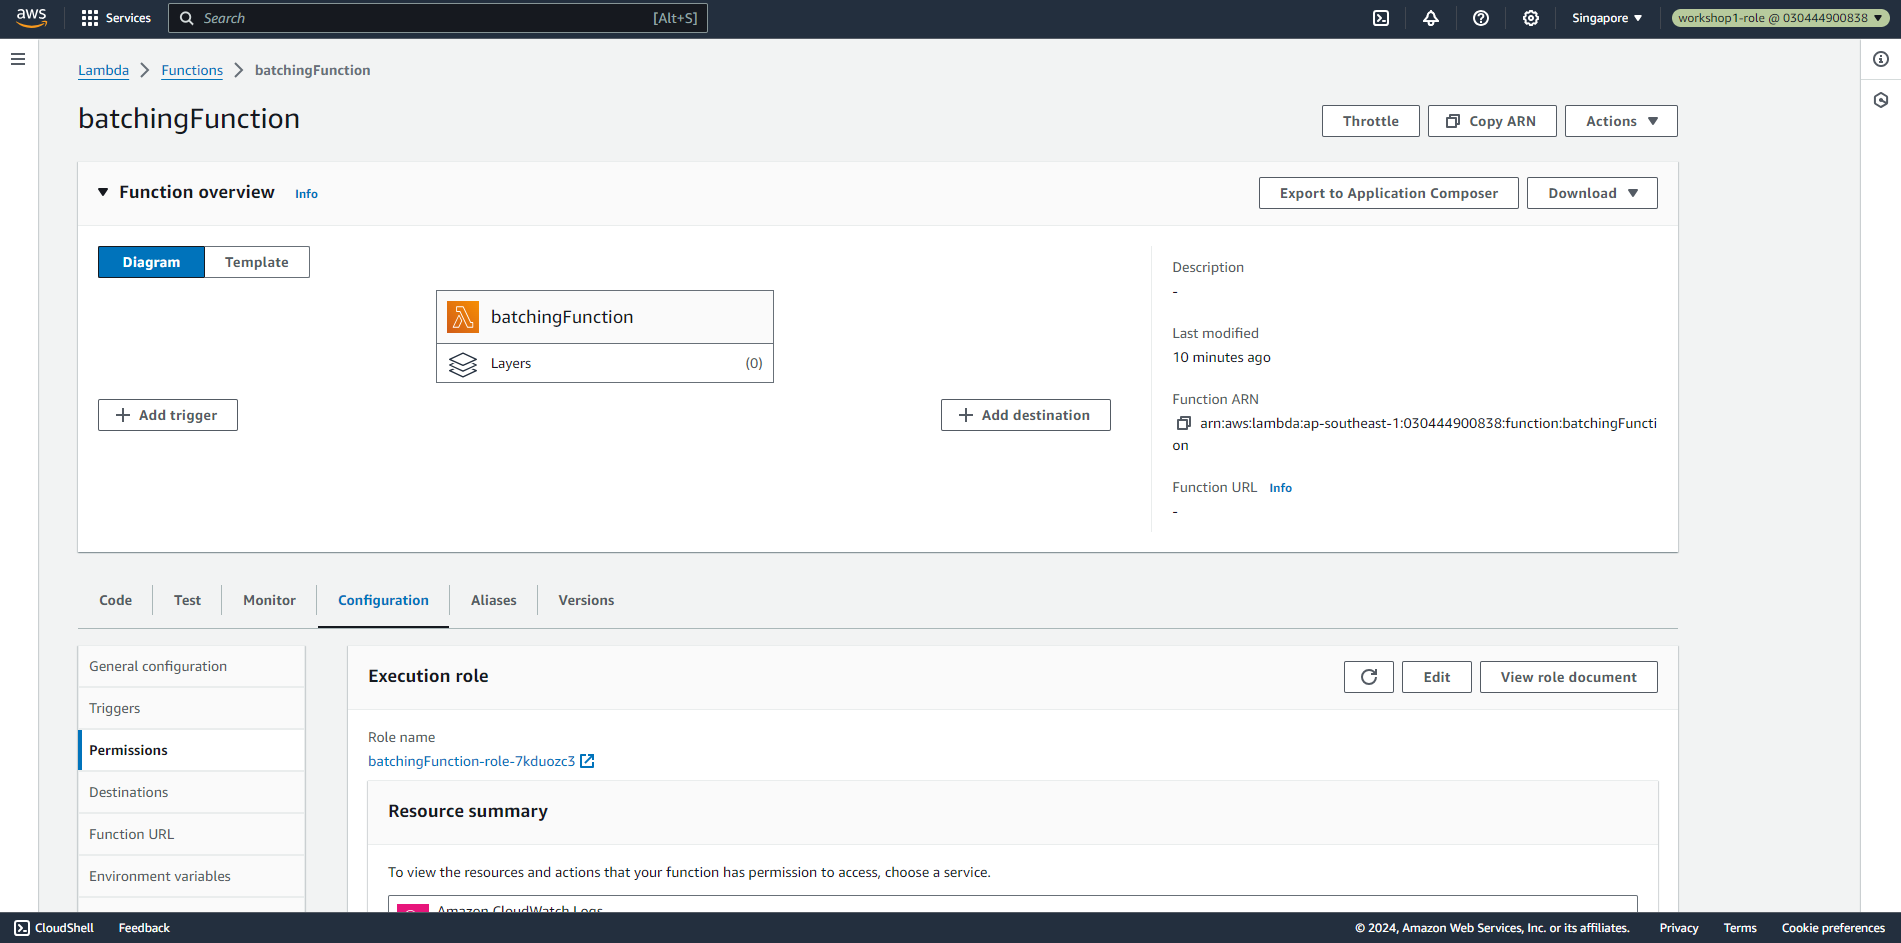 aws
Services
Search
[Alt+S]
Singapore
workshop1-role @ 030444900838
Lambda
Functions
batchingFunction
batchingFunction
Throttle
Copy ARN
Actions
Function overview
Info
Export to Application Composer
Download
Diagram
Template
batchingFunction
Layers
(0)
Add trigger
Add destination
Description
-
Last modified
10 minutes ago
Function ARN
arn:aws:lambda:ap-southeast-1:030444900838:function:batchingFuncti
on
Function URL Info
-
Code
Test
Monitor
Configuration
Aliases
Versions
General configuration
Triggers
Permissions
Destinations
Function URL
Environment variables
Execution role
Edit
View role document
Role name
batchingFunction-role-7kduozc3
Resource summary
To view the resources and actions that your function has permission to access, choose a service.
Amazon CloudWatch Logs
CloudShell
Feedback
© 2024, Amazon Web Services, Inc. or its affiliates.
Privacy
Terms
Cookie preferences